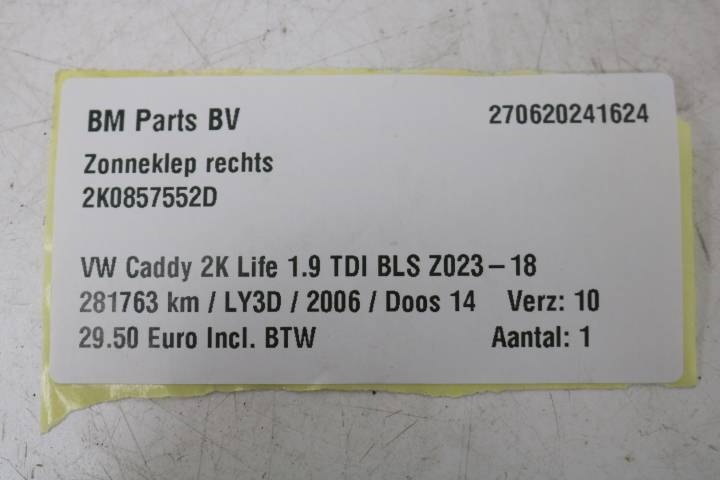 BM Parts BV 270620241624
Zonneklep rechts
2K0857552D
VW Caddy 2K Life 1.9 TDI BLS Z023-18
281763 km / LY3D / 2006 / Doos 14 Verz: 10
29.50 Euro Incl. BTW Aantal: 1